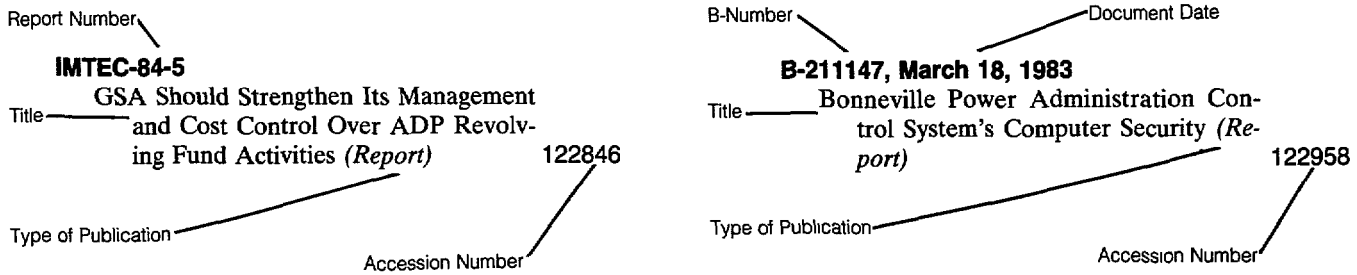 Report Number
IMTEC-84-5
Title
GSA Should Strengthen Its Management
and Cost Control Over ADP Revolv-
ing Fund Activities (Report) 122846
Type of Publication
Accession Number
B-Number
Document Date
B-211147, March 18, 1983
Title
Bonneville Power Administration Con-
trol System's Computer Security (Re-
port)
122958
Type of Publication
Accession Number